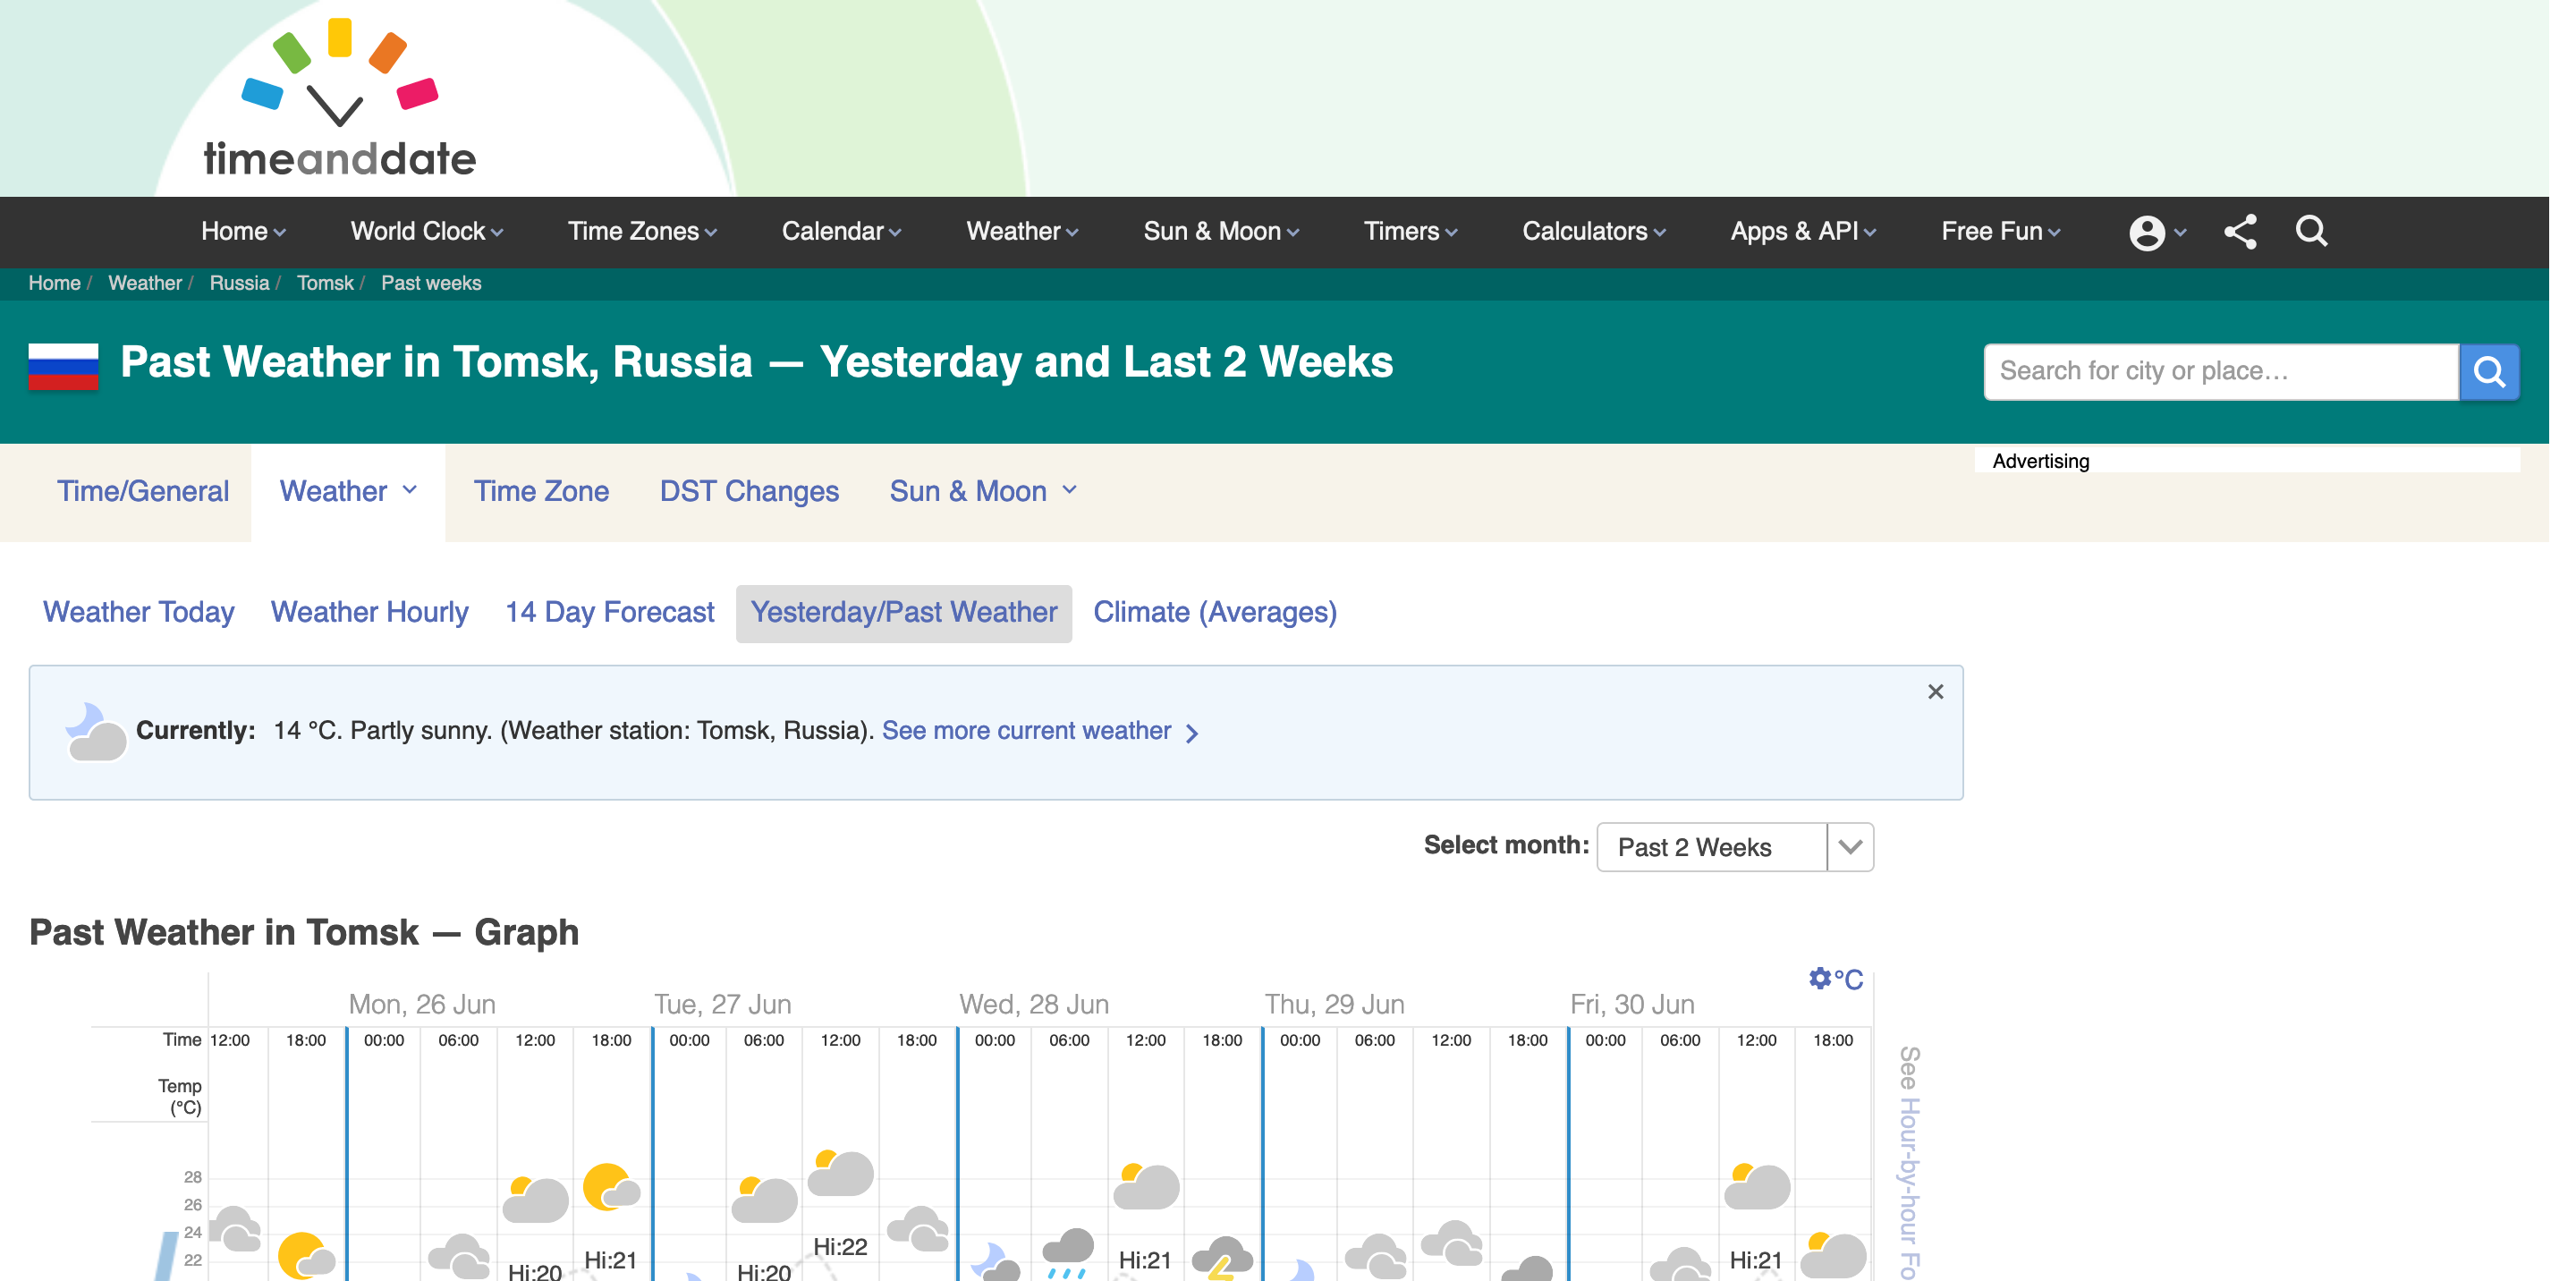 timeanddate
Home World Clock Time Zones Calendar Weather Sun & Moon Timers Calculators Apps & API Free Fun
Home / Weather / Russia / Tomsk / Past weeks
Past Weather in Tomsk, Russia — Yesterday and Last 2 Weeks
Search for city or place…
Advertising
Time/General Weather Time Zone DST Changes Sun & Moon
Weather Today Weather Hourly 14 Day Forecast Yesterday/Past Weather Climate (Averages)
Currently: 14 °C. Partly sunny. (Weather station: Tomsk, Russia). See more current weather
Select month: Past 2 Weeks
Past Weather in Tomsk — Graph
°C
Mon, 26 Jun Tue, 27 Jun Wed, 28 Jun Thu, 29 Jun Fri, 30 Jun
Time 12:00 18:00 00:00 06:00 12:00 18:00 00:00 06:00 12:00 18:00 00:00 06:00 12:00 18:00 00:00 06:00 12:00 18:00 00:00 06:00 12:00 18:00
Temp
(°C)
28
26
24
22
Hi:20 Hi:21 Hi:20 Hi:22 Hi:21 Hi:21
See Hour-by-hour Fo